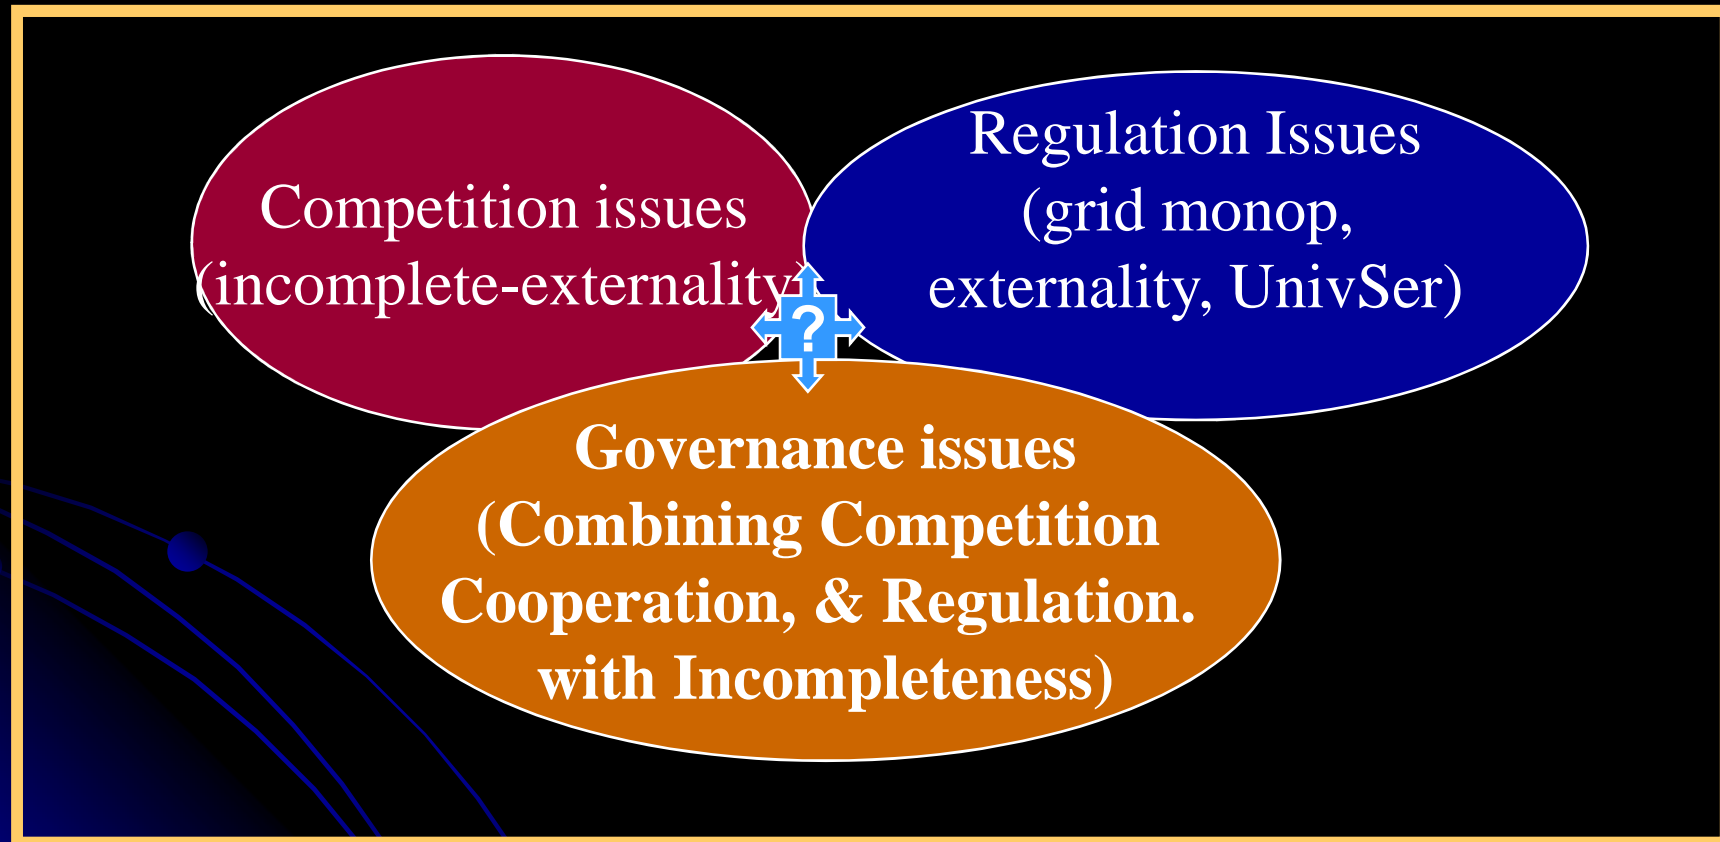 Competition issues
(incomplete-externality)
Regulation Issues
(grid monop,
externality, UnivSer)
?
Governance issues
(Combining Competition
Cooperation, & Regulation.
with Incompleteness)